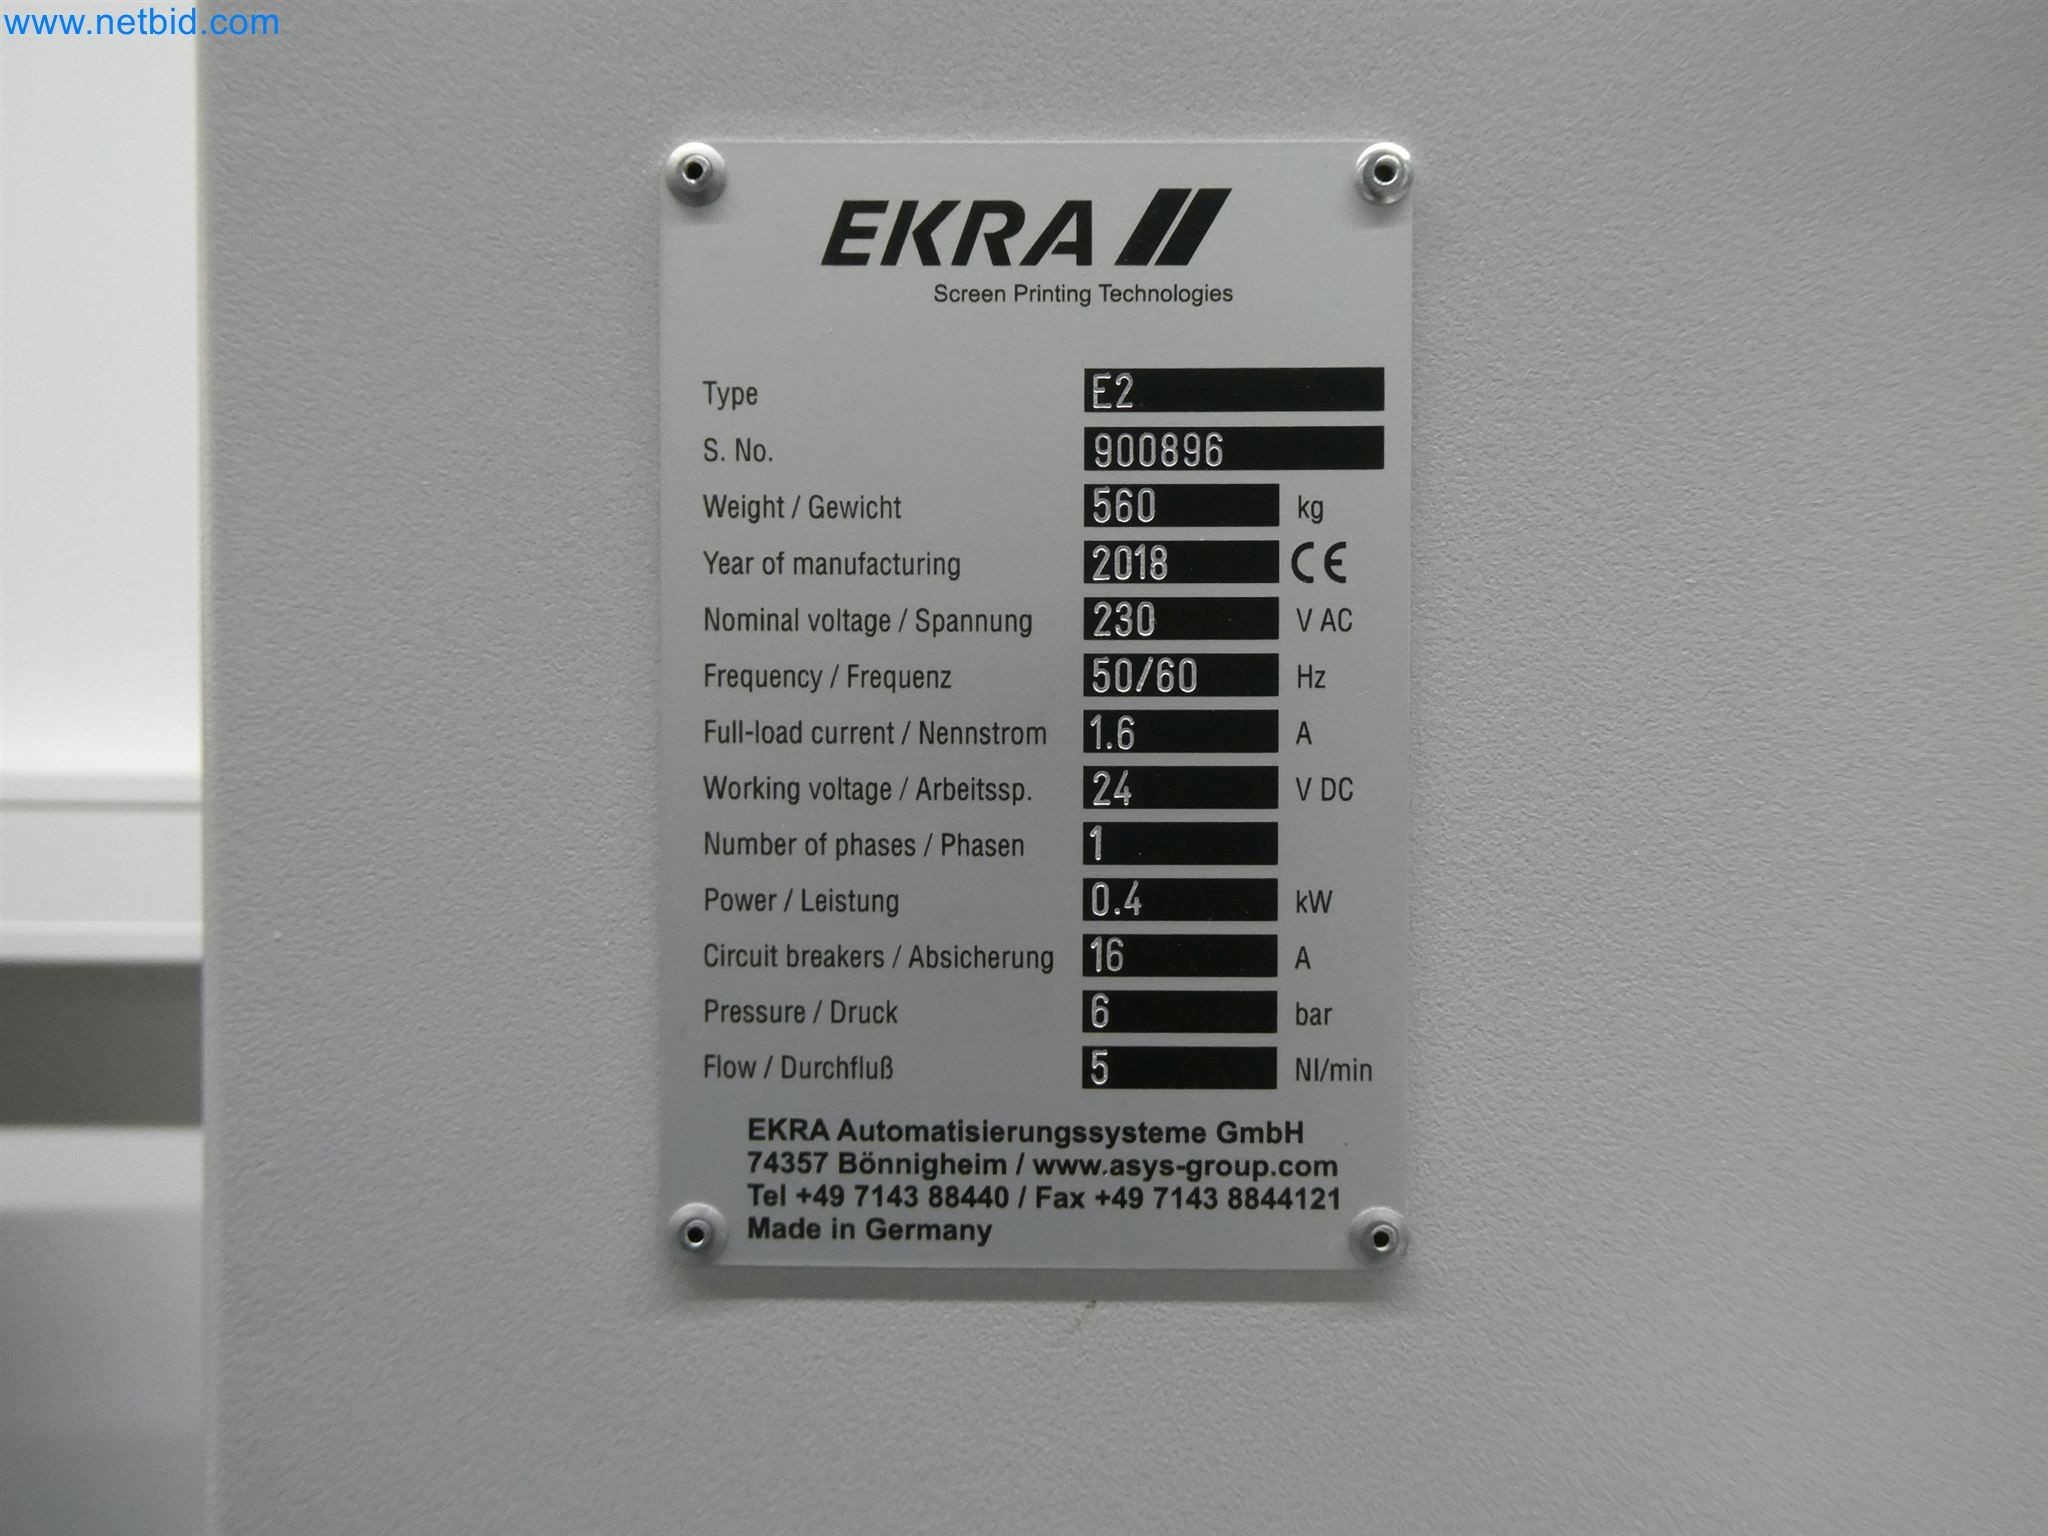 www.netbid.com
EKRA
Screen Printing Technologies
Type E2
S. No. 900896
Weight / Gewicht 560 kg
Year of manufacturing 2018 CE
Nominal voltage / Spannung 230 V AC
Frequency / Frequenz 50/60 Hz
Full-load current / Nennstrom 1.6 A
Working voltage / Arbeitssp. 24 V DC
Number of phases / Phasen 1
Power / Leistung 0.4 kW
Circuit breakers / Absicherung 16 A
Pressure / Druck 6 bar
Flow / Durchfluß 5 Nl/min
EKRA Automatisierungssysteme GmbH
74357 Bönnigheim / www.asys-group.com
Tel +49 7143 88440 / Fax +49 7143 8844121
Made in Germany